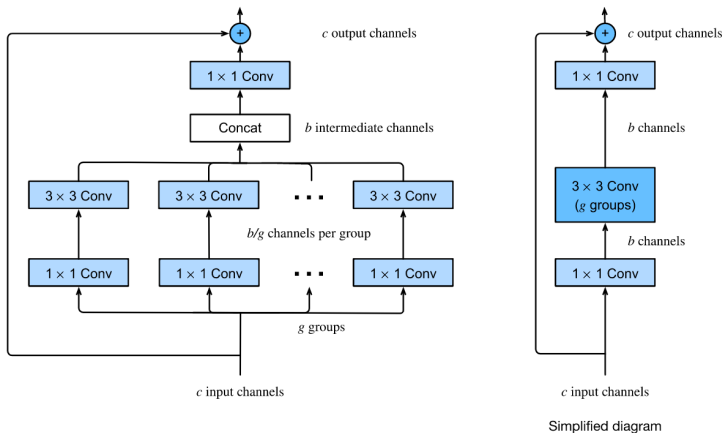 +
c output channels
1 × 1 Conv
Concat
b intermediate channels
3 × 3 Conv
3 × 3 Conv
3 × 3 Conv
b/g channels per group
1 × 1 Conv
1 × 1 Conv
1 × 1 Conv
g groups
c input channels
+
c output channels
1 × 1 Conv
b channels
3 × 3 Conv
(g groups)
b channels
1 × 1 Conv
c input channels
Simplified diagram